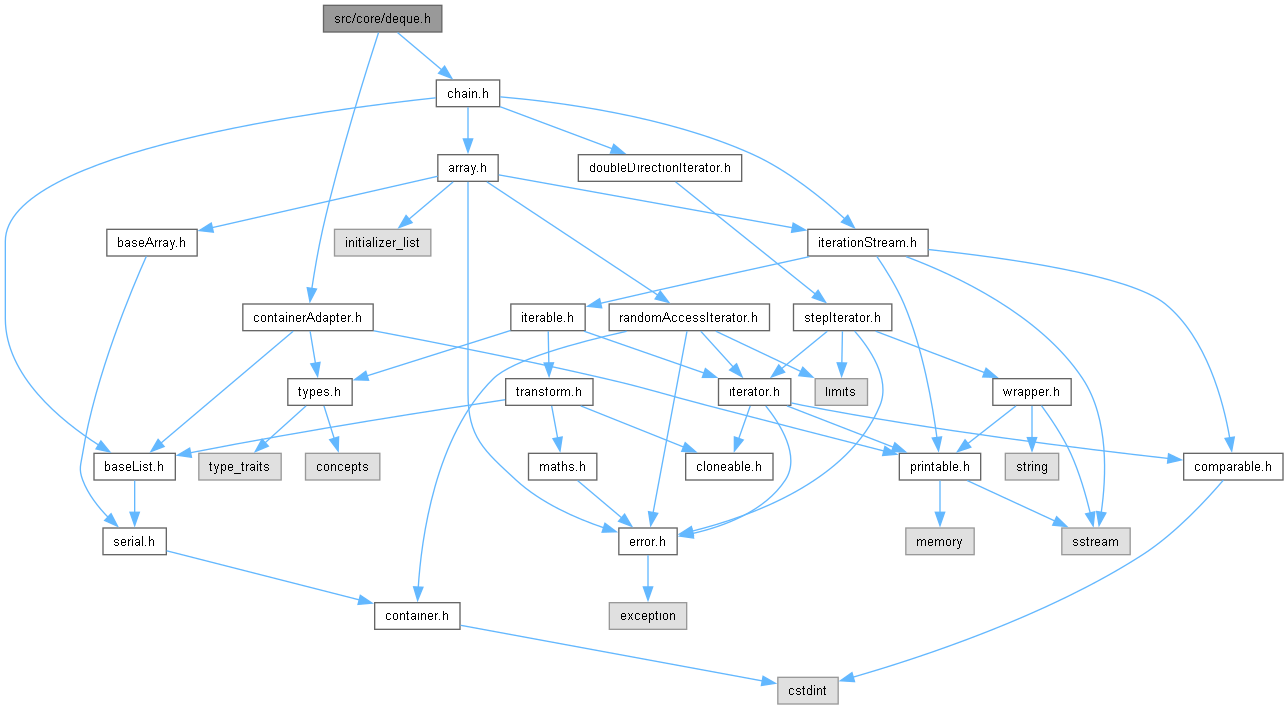 src/core/deque.h
chain.h
array.h
doubleDirectionIterator.h
baseArray.h
initializer_list
iterationStream.h
containerAdapter.h
iterable.h
randomAccessIterator.h
stepIterator.h
types.h
transform.h
iterator.h
limits
wrapper.h
baseList.h
type_traits
concepts
maths.h
cloneable.h
printable.h
string
comparable.h
serial.h
error.h
memory
sstream
container.h
exception
cstdint